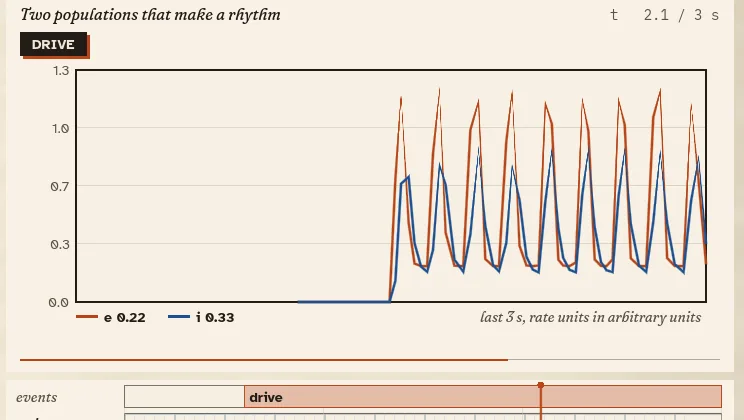 Two populations that make a rhythm
t 2.1 / 3 s
DRIVE
1.3
1.0
0.7
0.3
0.0
e 0.22 i 0.33
last 3 s, rate units in arbitrary units
events
drive